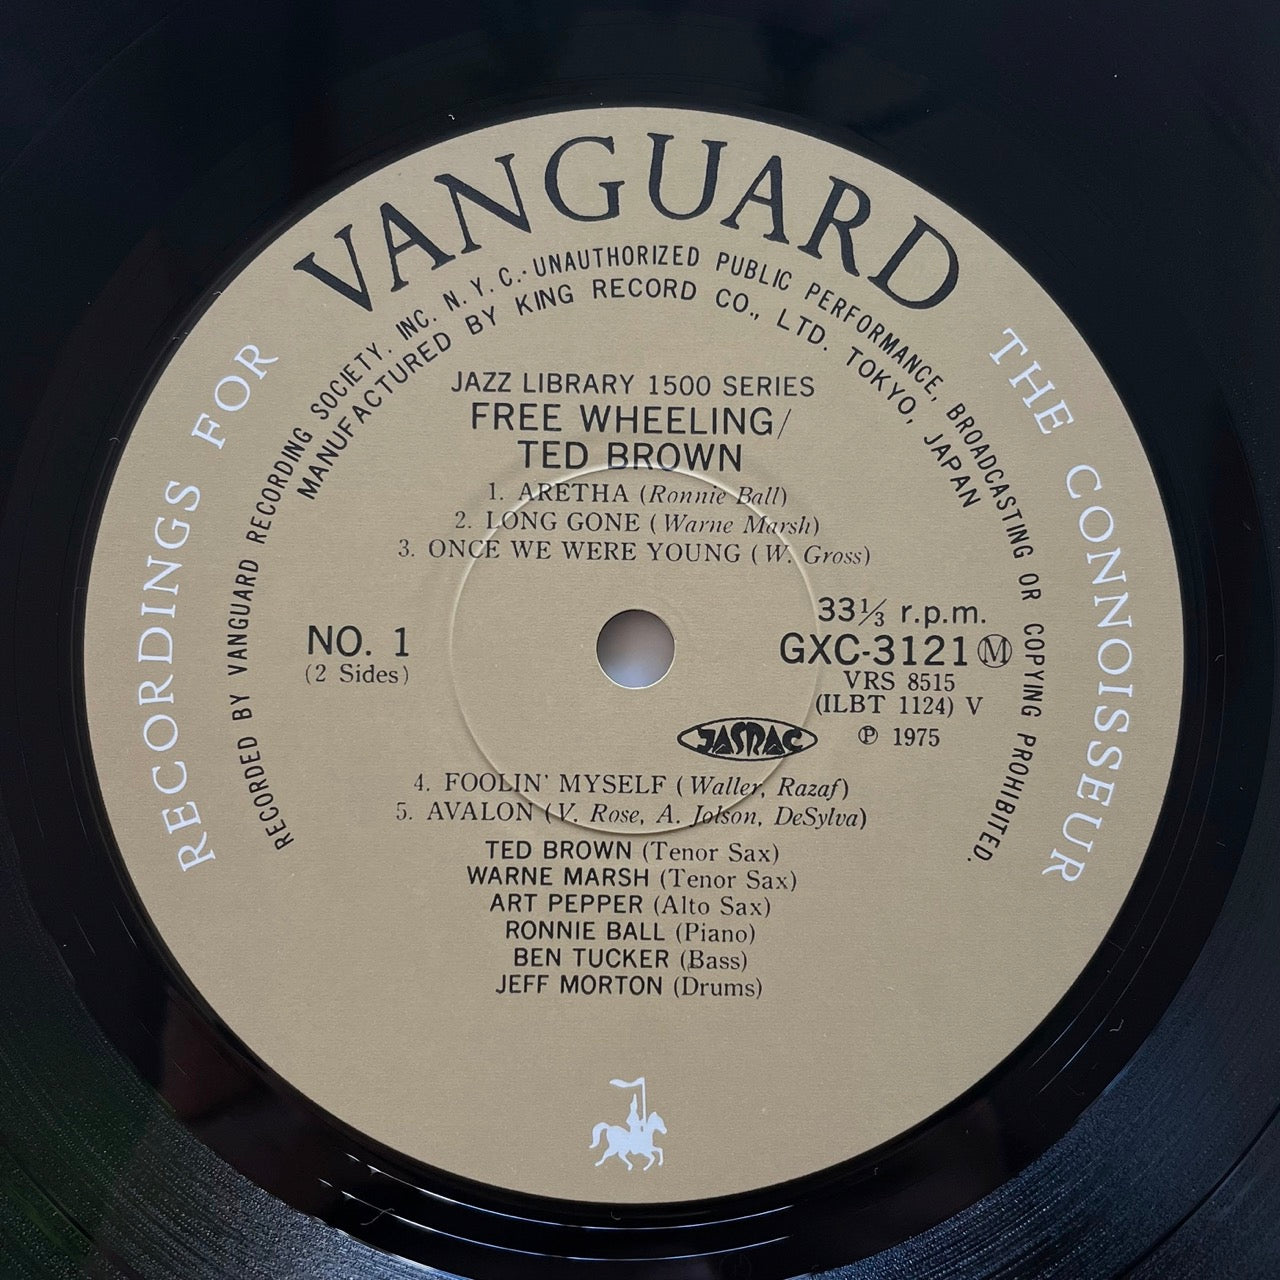 VANGUARD
RECORDINGS FOR THE CONNOISSEUR
RECORDED BY VANGUARD RECORDING SOCIETY. INC. N. Y. C.·UNAUTHORIZED PUBLIC PERFORMANCE, BROADCASTING OR COPYING PROHIBITED.
MANUFACTURED BY KING RECORD CO., LTD. TOKYO, JAPAN
JAZZ LIBRARY 1500 SERIES
FREE WHEELING/
TED BROWN
1. ARETHA (Ronnie Ball)
2. LONG GONE (Warne Marsh)
3. ONCE WE WERE YOUNG (W. Gross)
NO. 1
(2 Sides)
33⅓ r.p.m.
GXC-3121 Ⓜ
VRS 8515
(ILBT 1124) V
℗ 1975
JASRAC
4. FOOLIN' MYSELF (Waller, Razaf)
5. AVALON (V. Rose, A. Jolson, DeSylva)
TED BROWN (Tenor Sax)
WARNE MARSH (Tenor Sax)
ART PEPPER (Alto Sax)
RONNIE BALL (Piano)
BEN TUCKER (Bass)
JEFF MORTON (Drums)